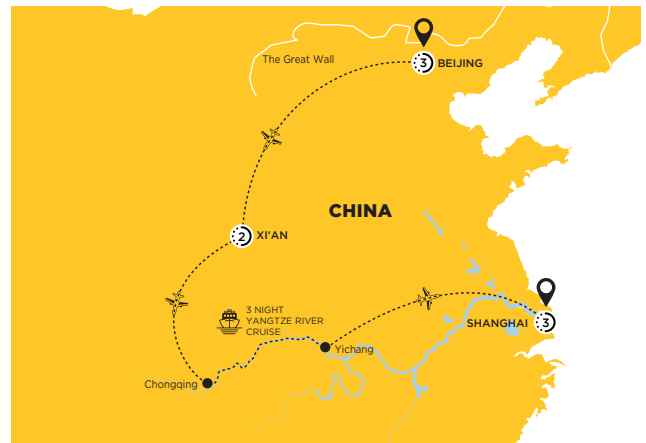 The Great Wall
3 BEIJING
CHINA
2 XI'AN
3 NIGHT
YANGTZE RIVER
CRUISE
SHANGHAI 3
Yichang
Chongqing